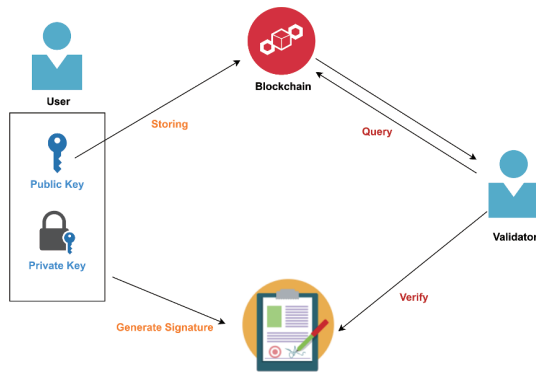 User
Blockchain
Storing
Query
Public Key
Private Key
Validator
Generate Signature
Verify